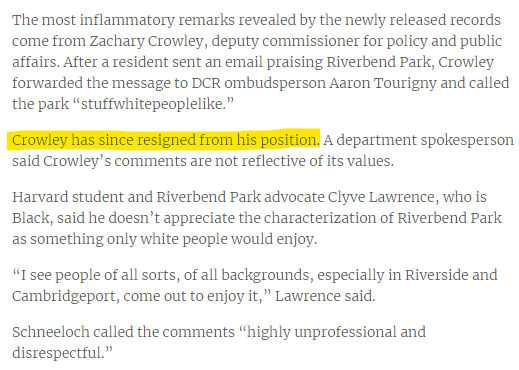 The most inflammatory remarks revealed by the newly released records
come from Zachary Crowley, deputy commissioner for policy and public
affairs. After a resident sent an email praising Riverbend Park, Crowley
forwarded the message to DCR ombudsperson Aaron Tourigny and called
the park “stuffwhitepeoplelike.”
Crowley has since resigned from his position. A department spokesperson
said Crowley’s comments are not reflective of its values.
Harvard student and Riverbend Park advocate Clyve Lawrence, who is
Black, said he doesn’t appreciate the characterization of Riverbend Park
as something only white people would enjoy.
“I see people of all sorts, of all backgrounds, especially in Riverside and
Cambridgeport, come out to enjoy it,” Lawrence said.
Schneeloch called the comments “highly unprofessional and
disrespectful.”